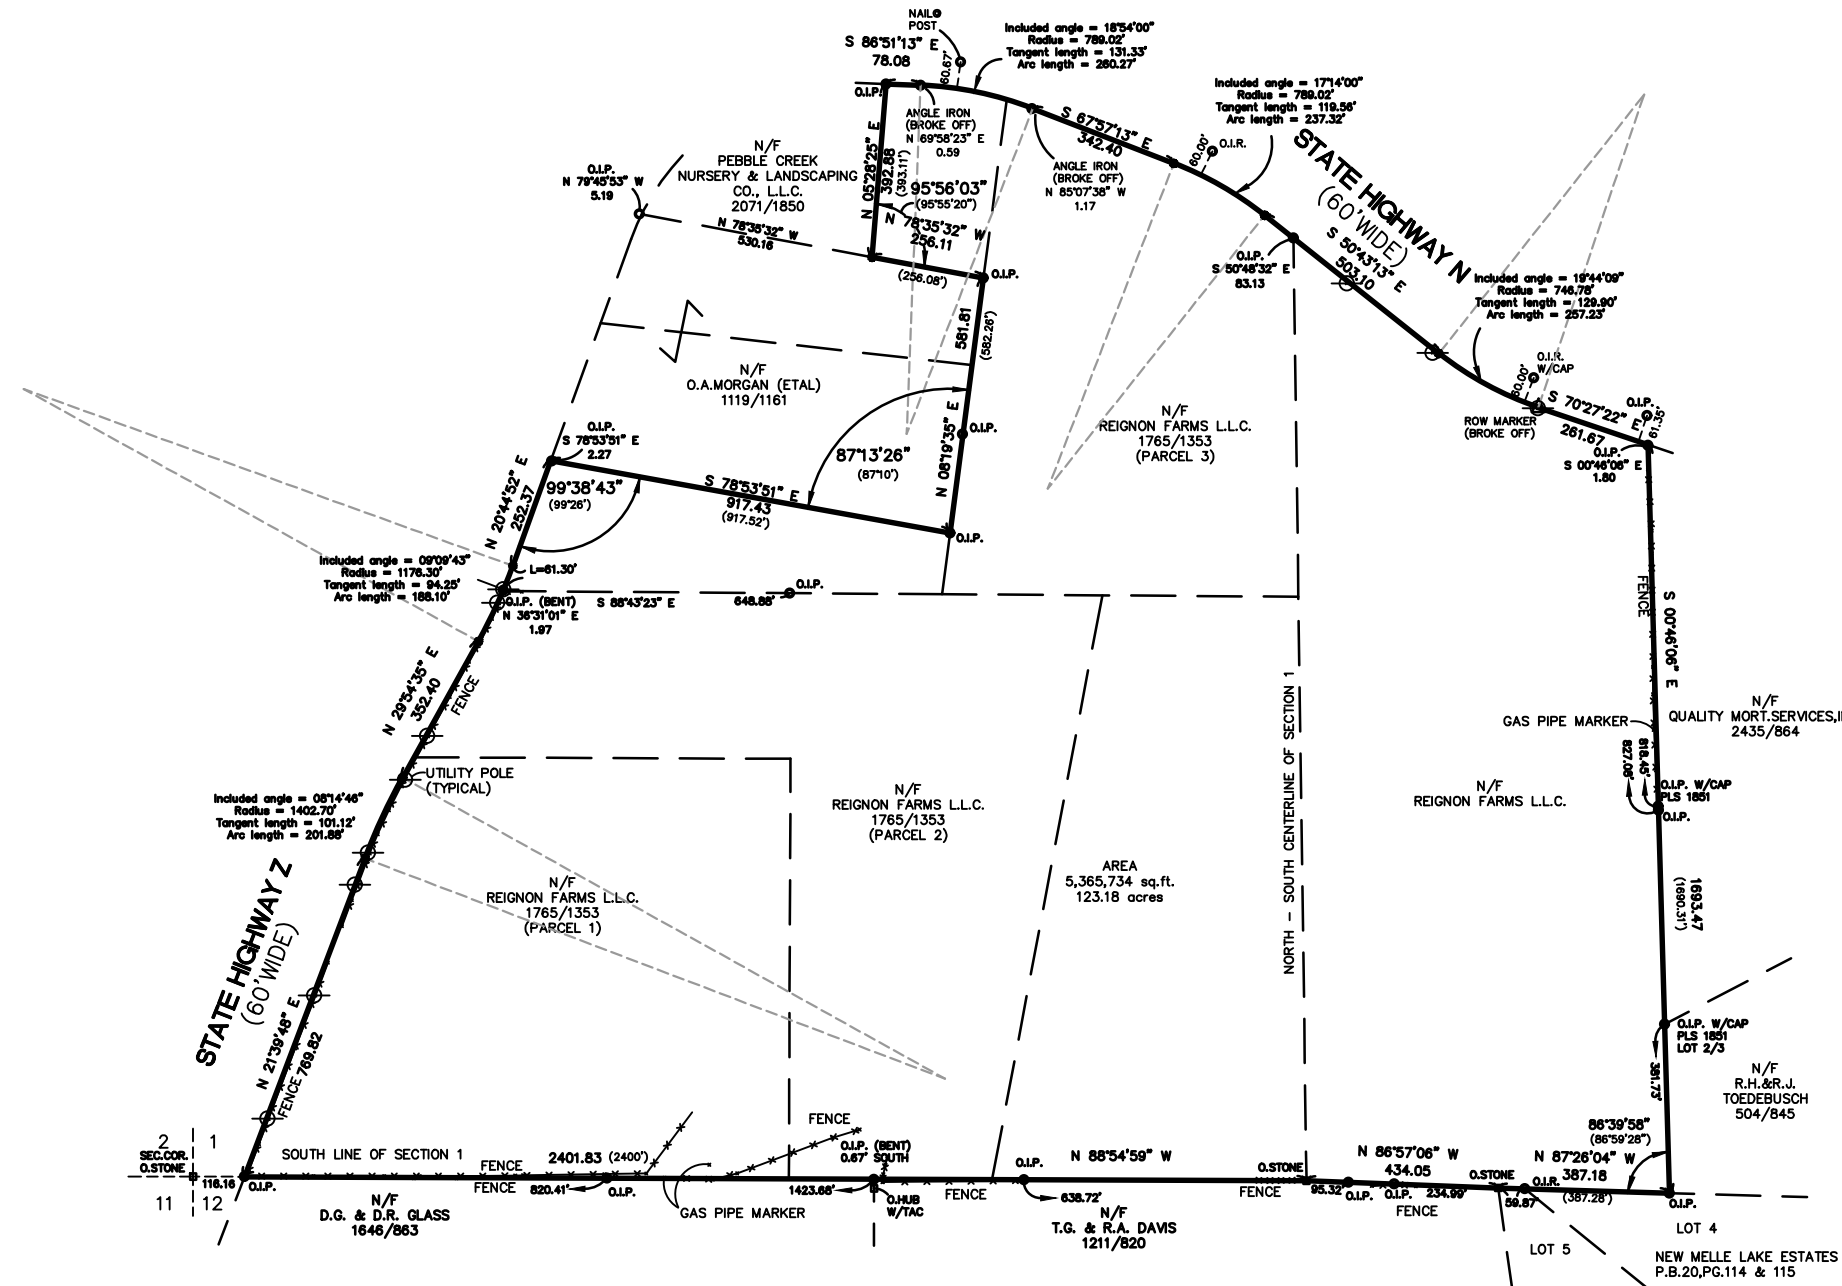 NAIL@
POST
60.67'
S 86°51'13" E
78.08
Included angle = 18°54'00"
Radius = 789.02'
Tangent length = 131.33'
Arc length = 260.27'
Included angle = 17°14'00"
Radius = 789.02'
Tangent length = 119.56'
Arc length = 237.32'
O.I.P.
ANGLE IRON
(BROKE OFF)
N 69°58'23" E
0.59
S 67°57'13" E
342.40
60.00'
O.I.R.
STATE HIGHWAY N
(60'WIDE)
ANGLE IRON
(BROKE OFF)
N 85°07'38" W
1.17
N/F
PEBBLE CREEK
NURSERY & LANDSCAPING
CO., L.L.C.
2071/1850
N 05°28'25" E
392.88
(393.11')
95°56'03"
(95°55'20")
N 78°35'32" W
256.11
(256.08')
O.I.P.
O.I.P.
N 79°45'53" W
5.19
N 78°35'32" W
530.16
O.I.P.
S 50°48'32" E
83.13
S 50°43'13" E
503.10
Included angle = 19°44'09"
Radius = 746.78'
Tangent length = 129.90'
Arc length = 257.23'
581.81
(582.26')
N 08°19'35" E
Z
N/F
O.A.MORGAN (ETAL)
1119/1161
O.I.P.
87°13'26"
(87°10')
N/F
REIGNON FARMS L.L.C.
1765/1353
(PARCEL 3)
60.00'
O.I.R.
W/CAP
S 70°27'22" E
261.67
ROW MARKER
(BROKE OFF)
O.I.P.
61.35'
O.I.P.
S 00°46'06" E
1.80
O.I.P.
S 78°53'51" E
2.27
99°38'43"
(99°26')
S 78°53'51" E
917.43
(917.52')
O.I.P.
N 20°44'52" E
252.37
L=61.30'
Included angle = 09°09'43"
Radius = 1176.30'
Tangent length = 94.25'
Arc length = 188.10'
O.I.P. (BENT)
N 36°31'01" E
1.97
S 88°43'23" E
648.88'
O.I.P.
FENCE
S 00°46'06" E
N 29°54'35" E
352.40
FENCE
NORTH - SOUTH CENTERLINE OF SECTION 1
GAS PIPE MARKER
N/F
QUALITY MORT.SERVICES,I
2435/864
818.45'
827.06'
O.I.P. W/CAP
PLS 1851
O.I.P.
UTILITY POLE
(TYPICAL)
Included angle = 08°14'46"
Radius = 1402.70'
Tangent length = 101.12'
Arc length = 201.88'
N/F
REIGNON FARMS L.L.C.
1765/1353
(PARCEL 2)
N/F
REIGNON FARMS L.L.C.
AREA
5,365,734 sq.ft.
123.18 acres
N/F
REIGNON FARMS L.L.C.
1765/1353
(PARCEL 1)
1693.47
(1690.31')
STATE HIGHWAY Z
(60'WIDE)
N 21°39'48" E
769.82
FENCE
O.I.P. W/CAP
PLS 1851
LOT 2/3
381.73'
N/F
R.H.&R.J.
TOEDEBUSCH
504/845
86°39'58"
(86°59'28")
2
1
SEC.COR.
O.STONE
11
12
116.16
O.I.P.
SOUTH LINE OF SECTION 1
FENCE
FENCE
2401.83 (2400')
820.41'
O.I.P.
FENCE
O.I.P. (BENT)
0.67' SOUTH
1423.68'
O.HUB
W/TAC
GAS PIPE MARKER
FENCE
O.I.P.
638.72'
N 88°54'59" W
FENCE
O.STONE
95.32'
O.I.P.
O.I.P.
N 86°57'06" W
434.05
234.99'
FENCE
O.STONE
O.I.R.
59.87'
N 87°26'04" W
387.18
(387.28')
O.I.P.
N/F
D.G. & D.R. GLASS
1646/863
N/F
T.G. & R.A. DAVIS
1211/820
LOT 4
LOT 5
NEW MELLE LAKE ESTATES
P.B.20,PG.114 & 115